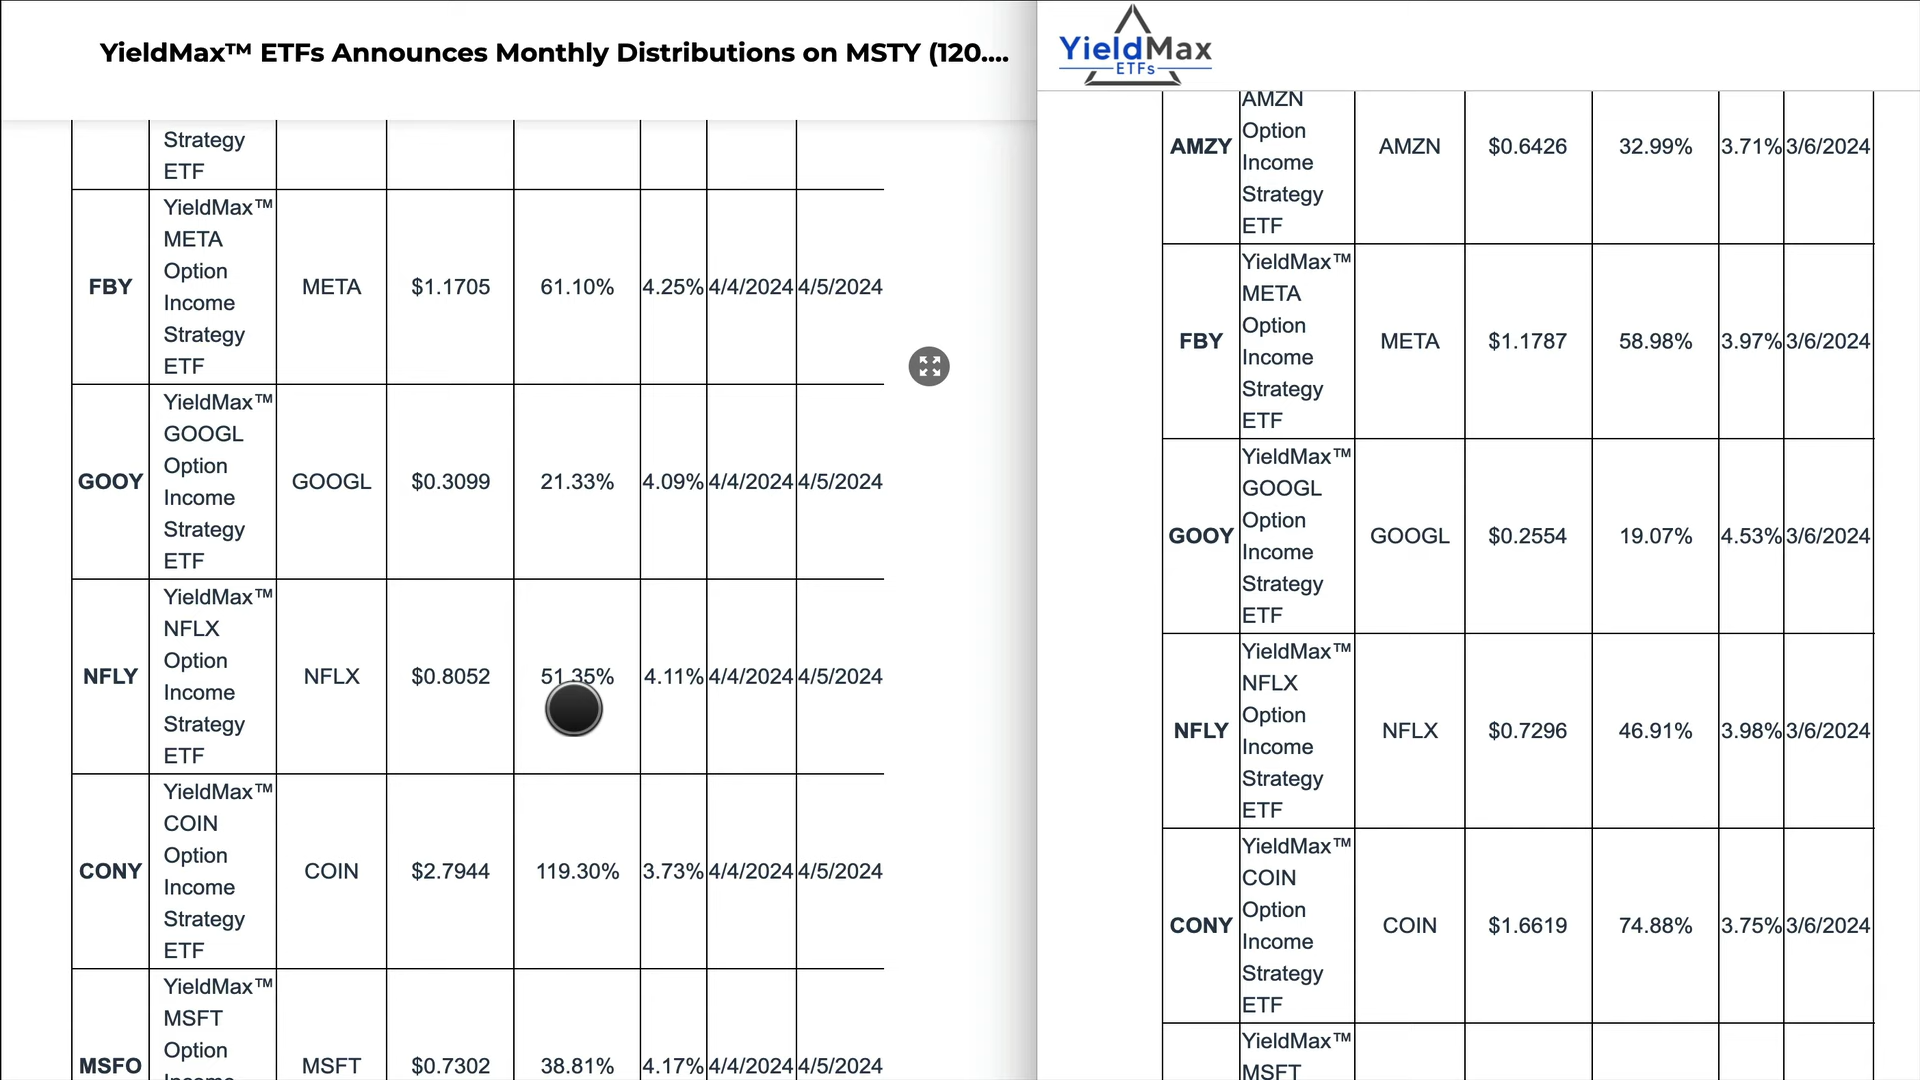 YieldMax™ ETFs Announces Monthly Distributions on MSTY (120....
Strategy
ETF
FBY
YieldMax™
META
Option
Income
Strategy
ETF
META
$1.1705
61.10%
4.25%
4/4/2024
4/5/2024
GOOY
YieldMax™
GOOGL
Option
Income
Strategy
ETF
GOOGL
$0.3099
21.33%
4.09%
4/4/2024
4/5/2024
NFLY
YieldMax™
NFLX
Option
Income
Strategy
ETF
NFLX
$0.8052
51.35%
4.11%
4/4/2024
4/5/2024
CONY
YieldMax™
COIN
Option
Income
Strategy
ETF
COIN
$2.7944
119.30%
3.73%
4/4/2024
4/5/2024
MSFO
YieldMax™
MSFT
Option
Income
MSFT
$0.7302
38.81%
4.17%
4/4/2024
4/5/2024
YieldMax
ETFs
AMZY
AMZN
Option
Income
Strategy
ETF
AMZN
$0.6426
32.99%
3.71%
3/6/2024
FBY
YieldMax™
META
Option
Income
Strategy
ETF
META
$1.1787
58.98%
3.97%
3/6/2024
GOOY
YieldMax™
GOOGL
Option
Income
Strategy
ETF
GOOGL
$0.2554
19.07%
4.53%
3/6/2024
NFLY
YieldMax™
NFLX
Option
Income
Strategy
ETF
NFLX
$0.7296
46.91%
3.98%
3/6/2024
CONY
YieldMax™
COIN
Option
Income
Strategy
ETF
COIN
$1.6619
74.88%
3.75%
3/6/2024
YieldMax™
MSFT